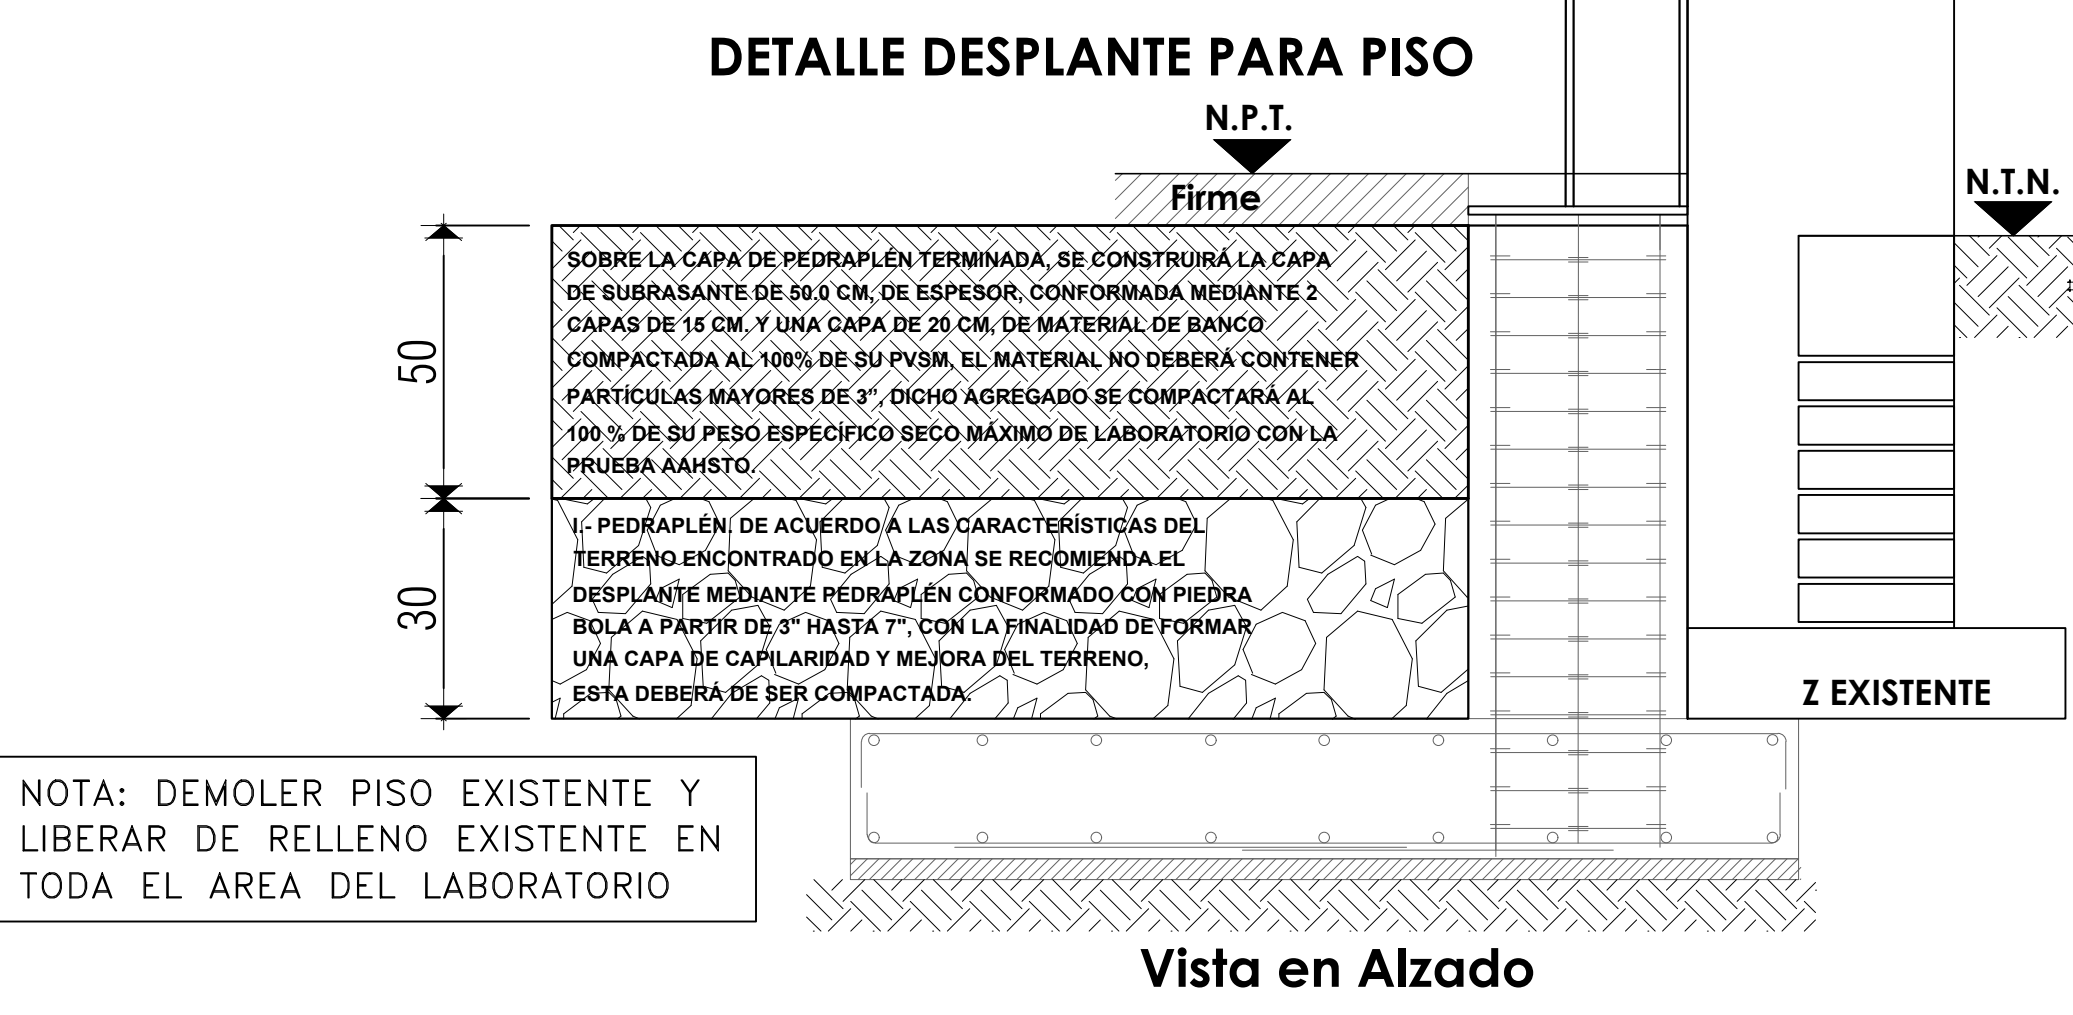 DETALLE DESPLANTE PARA PISO
N.P.T.
N.T.N.
Firme
SOBRE LA CAPA DE PEDRAPLÉN TERMINADA, SE CONSTRUIRÁ LA CAPA
DE SUBRASANTE DE 50.0 CM, DE ESPESOR, CONFORMADA MEDIANTE 2
CAPAS DE 15 CM. Y UNA CAPA DE 20 CM, DE MATERIAL DE BANCO
COMPACTADA AL 100% DE SU PVSM, EL MATERIAL NO DEBERÁ CONTENER
PARTÍCULAS MAYORES DE 3”, DICHO AGREGADO SE COMPACTARÁ AL
100 % DE SU PESO ESPECÍFICO SECO MÁXIMO DE LABORATORIO CON LA
PRUEBA AAHSTO.
50
I.- PEDRAPLÉN. DE ACUERDO A LAS CARACTERÍSTICAS DEL
TERRENO ENCONTRADO EN LA ZONA SE RECOMIENDA EL
DESPLANTE MEDIANTE PEDRAPLÉN CONFORMADO CON PIEDRA
BOLA A PARTIR DE 3" HASTA 7", CON LA FINALIDAD DE FORMAR
UNA CAPA DE CAPILARIDAD Y MEJORA DEL TERRENO,
ESTA DEBERÁ DE SER COMPACTADA.
30
Z EXISTENTE
NOTA: DEMOLER PISO EXISTENTE Y
LIBERAR DE RELLENO EXISTENTE EN
TODA EL AREA DEL LABORATORIO
Vista en Alzado